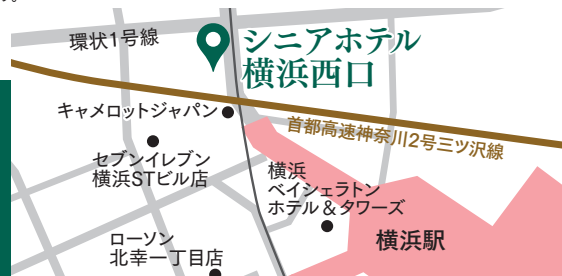 環状1号線
シニアホテル
横浜西口
キャメロットジャパン
首都高速神奈川2号三ツ沢線
セブンイレブン
横浜STビル店
横浜
ベイシェラトン
ホテル&タワーズ
横浜駅
ローソン
北幸一丁目店